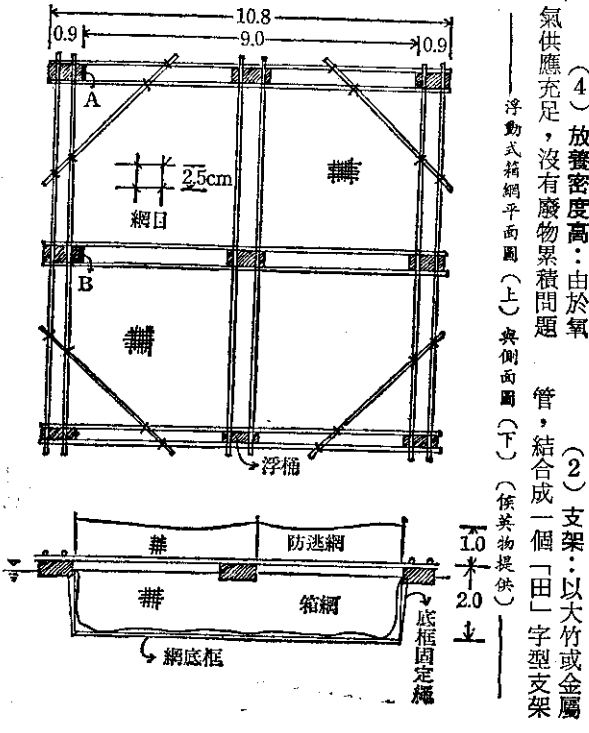 （4）放養密度高：由於氧
氣供應充足，沒有廢物累積問題
（2）支架：以大竹或金屬
管，結合成一個「田」字型支架
浮動式箱網平面圖（上）與側面圖（下）（侯英物提供）
10.8
0.9
9.0
0.9
A
2.5cm
網目
B
浮桶
防逃網
1.0
箱網
2.0
網底框
底框固定繩